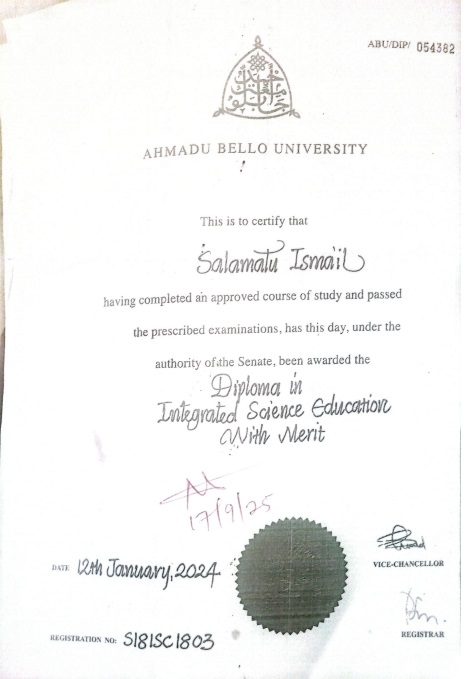 ABU/DIP/ 054382
AHMADU BELLO UNIVERSITY
This is to certify that
Salamatu Ismail
having completed an approved course of study and passed
the prescribed examinations, has this day, under the
authority of the Senate, been awarded the
Diploma in
Integrated Science Education
With Merit
17/9/25
DATE 12th January, 2024
VICE-CHANCELLOR
REGISTRAR
REGISTRATION NO: S18ISC1803